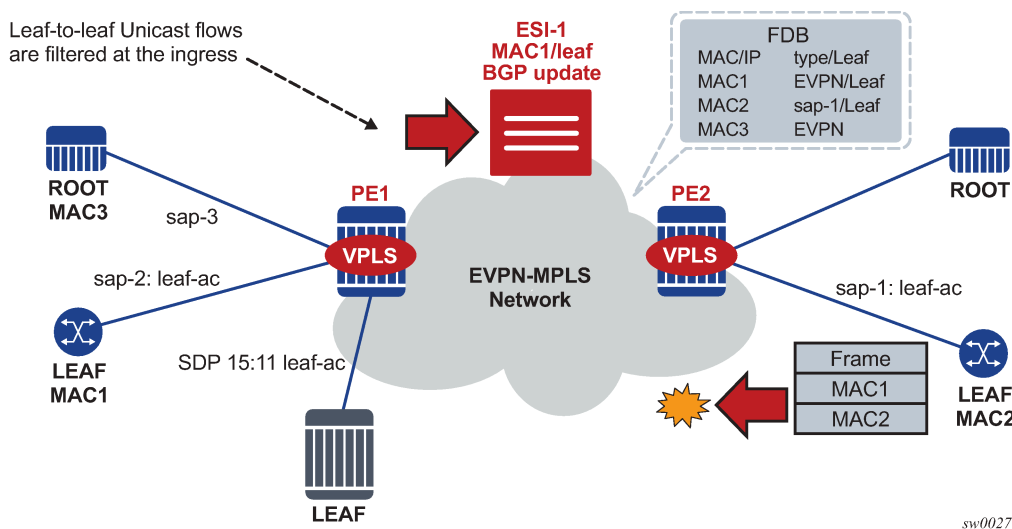 Leaf-to-leaf Unicast flows
are filtered at the ingress
ESI-1
MAC1/leaf
BGP update
FDB
MAC/IP type/Leaf
MAC1 EVPN/Leaf
MAC2 sap-1/Leaf
MAC3 EVPN
ROOT
MAC3
sap-3
PE1
VPLS
PE2
VPLS
ROOT
sap-2: leaf-ac
EVPN-MPLS
Network
sap-1: leaf-ac
LEAF
MAC1
SDP 15:11 leaf-ac
LEAF
Frame
MAC1
MAC2
LEAF
MAC2
sw0027